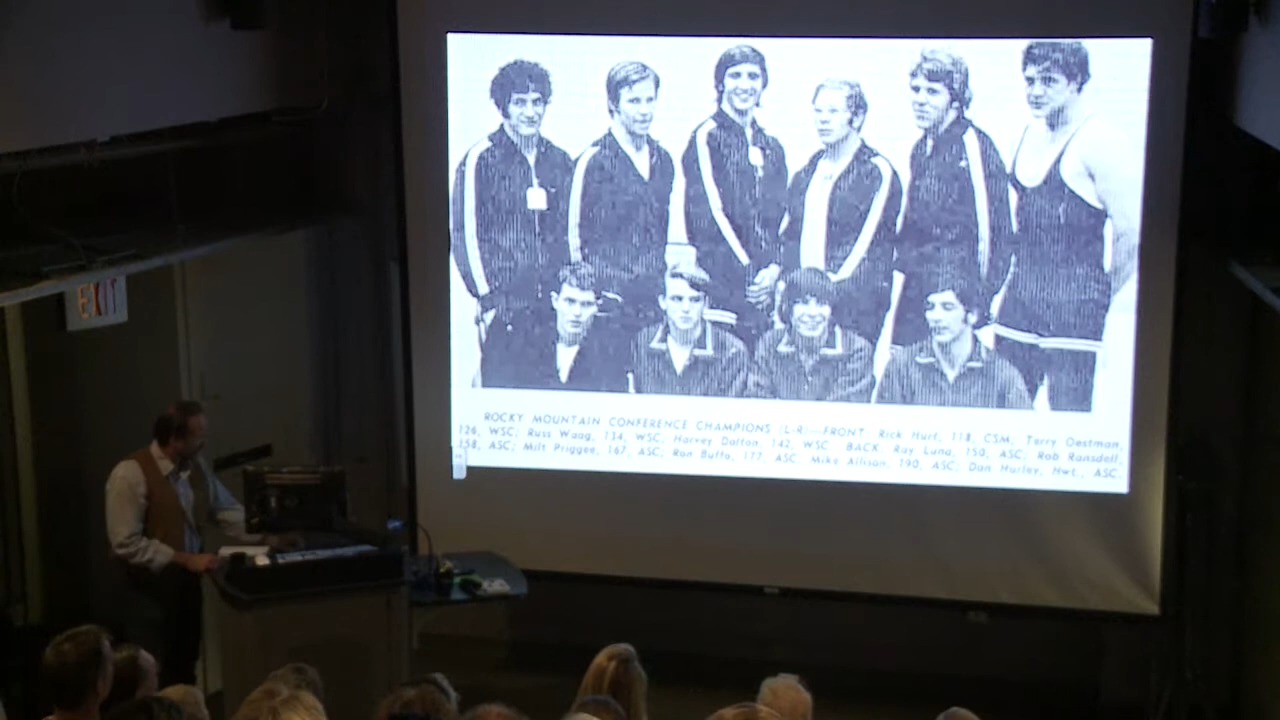 EXIT
ROCKY MOUNTAIN CONFERENCE CHAMPIONS (L-R)—FRONT: Rick Hurt, 118, CSM; Terry Oestman,
126, WSC; Russ Waag, 134, WSC; Harvey Dalton, 142, WSC. BACK: Ray Luna, 150, ASC; Rob Ransdell,
158, ASC; Milt Priggee, 167, ASC; Ron Buffa, 177, ASC; Mike Allison, 190, ASC; Dan Hurley, Hwt., ASC.